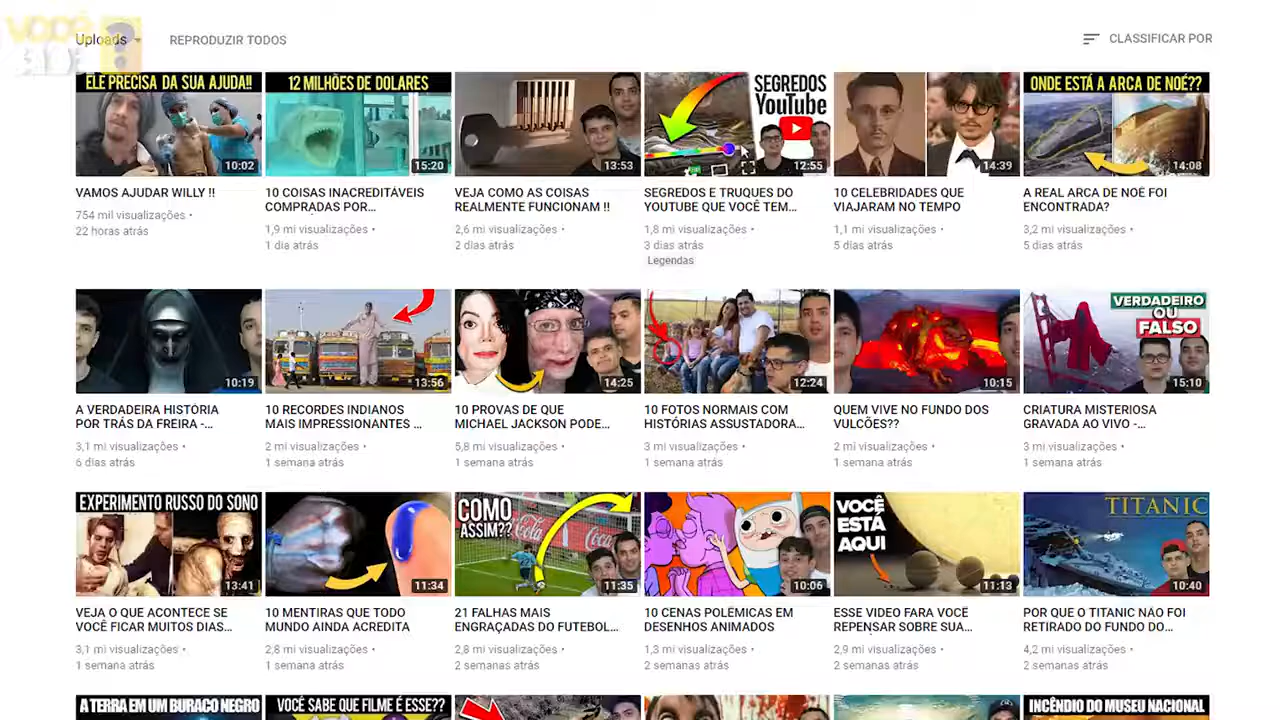 VOCÊ
SABIA
?
Uploads
REPRODUZIR TODOS
CLASSIFICAR POR
ELE PRECISA DA SUA AJUDA!!
10:02
12 MILHÕES DE DOLARES
15:20
13:53
SEGREDOS
YouTube
12:55
14:39
ONDE ESTÁ A ARCA DE NOÉ??
14:08
VAMOS AJUDAR WILLY !!
754 mil visualizações •
22 horas atrás
10 COISAS INACREDITÁVEIS
COMPRADAS POR...
1,9 mi visualizações •
1 dia atrás
VEJA COMO AS COISAS
REALMENTE FUNCIONAM !!
2,6 mi visualizações •
2 dias atrás
SEGREDOS E TRUQUES DO
YOUTUBE QUE VOCÊ TEM...
1,8 mi visualizações •
3 dias atrás
Legendas
10 CELEBRIDADES QUE
VIAJARAM NO TEMPO
1,1 mi visualizações •
5 dias atrás
A REAL ARCA DE NOÉ FOI
ENCONTRADA?
3,2 mi visualizações •
5 dias atrás
10:19
13:56
14:25
12:24
10:15
VERDADEIRO
OU
FALSO
15:10
A VERDADEIRA HISTÓRIA
POR TRÁS DA FREIRA -...
3,1 mi visualizações •
6 dias atrás
10 RECORDES INDIANOS
MAIS IMPRESSIONANTES ...
2 mi visualizações •
1 semana atrás
10 PROVAS DE QUE
MICHAEL JACKSON PODE...
5,8 mi visualizações •
1 semana atrás
10 FOTOS NORMAIS COM
HISTÓRIAS ASSUSTADORA...
3 mi visualizações •
1 semana atrás
QUEM VIVE NO FUNDO DOS
VULCÕES??
2 mi visualizações •
1 semana atrás
CRIATURA MISTERIOSA
GRAVADA AO VIVO -...
3 mi visualizações •
1 semana atrás
EXPERIMENTO RUSSO DO SONO
13:41
11:34
COMO
ASSIM??
Coca-Cola
11:35
10:06
VOCÊ
ESTÁ
AQUI
11:13
TITANIC
10:40
VEJA O QUE ACONTECE SE
VOCÊ FICAR MUITOS DIAS...
3,1 mi visualizações •
1 semana atrás
10 MENTIRAS QUE TODO
MUNDO AINDA ACREDITA
2,8 mi visualizações •
1 semana atrás
21 FALHAS MAIS
ENGRAÇADAS DO FUTEBOL...
2,8 mi visualizações •
2 semanas atrás
10 CENAS POLÊMICAS EM
DESENHOS ANIMADOS
1,3 mi visualizações •
2 semanas atrás
ESSE VIDEO FARA VOCÊ
REPENSAR SOBRE SUA...
2,9 mi visualizações •
2 semanas atrás
POR QUE O TITANIC NÃO FOI
RETIRADO DO FUNDO DO...
4,2 mi visualizações •
2 semanas atrás
A TERRA EM UM BURACO NEGRO
VOCÊ SABE QUE FILME É ESSE??
INCÊNDIO DO MUSEU NACIONAL